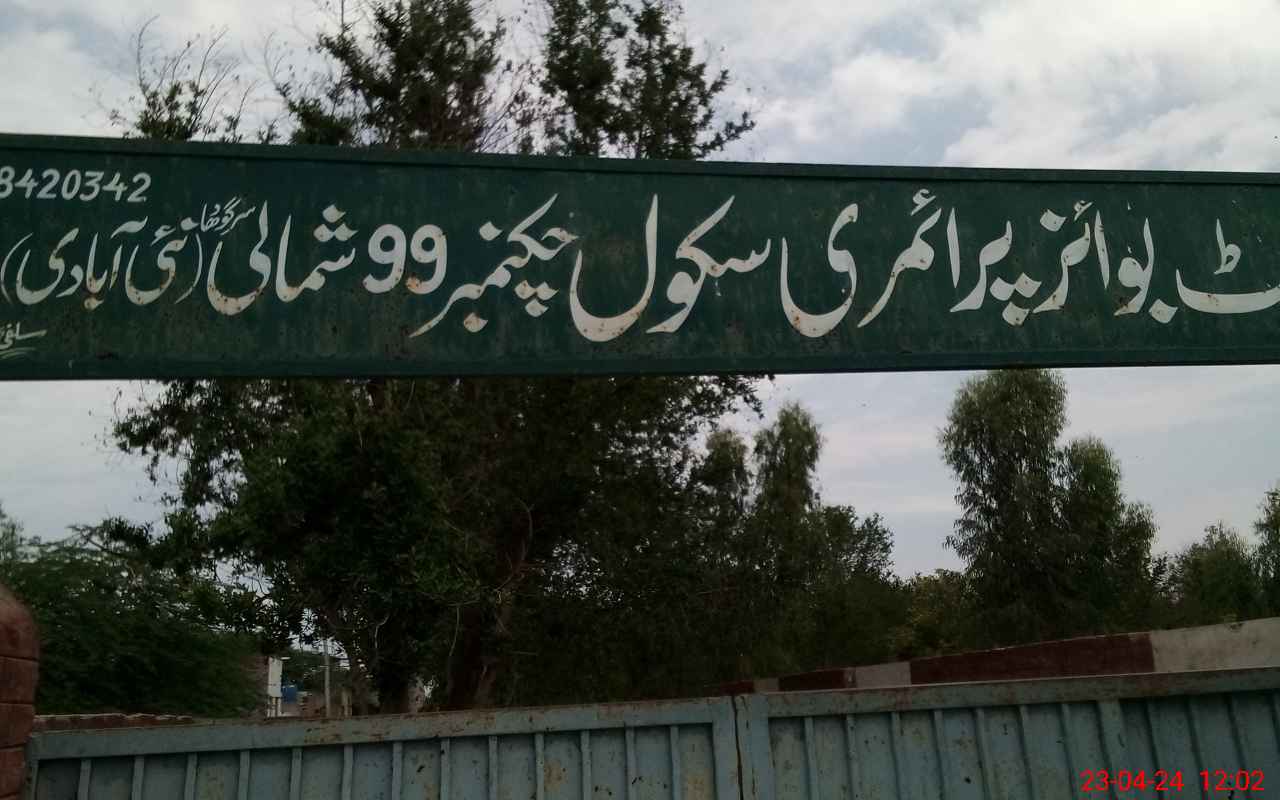 8420342
ٹ بوائز پرائمری سکول چکنمبر 99 شمالی سرگودھا (نئی آبادی)
23-04-24 12:02